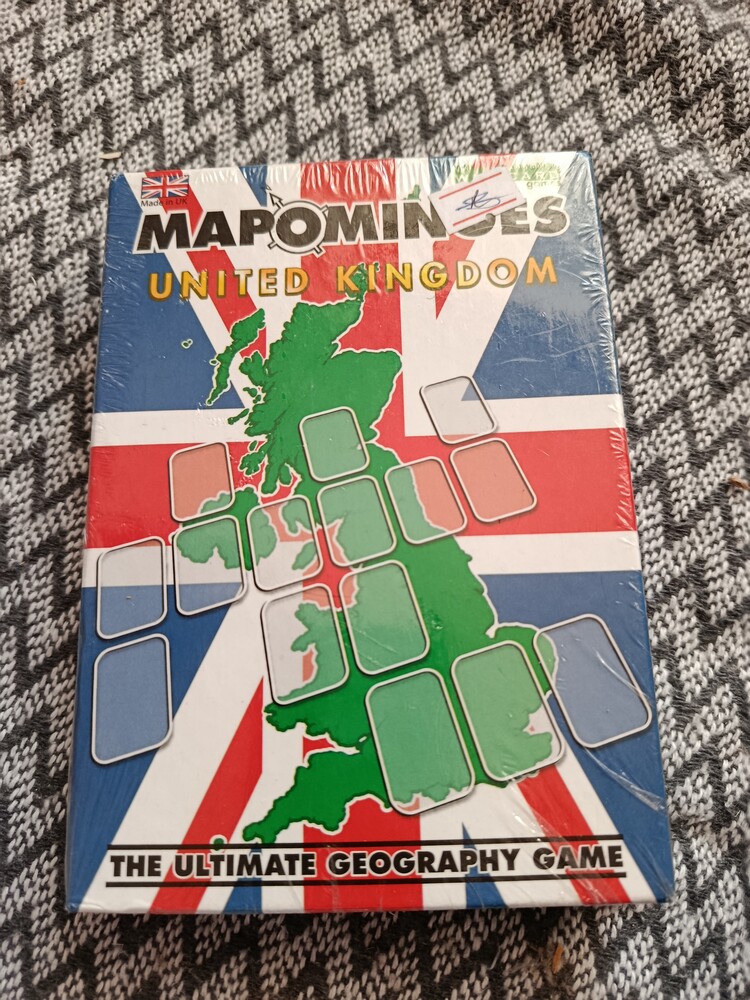 Made in UK
MAPOMINOES
UNITED KINGDOM
THE ULTIMATE GEOGRAPHY GAME